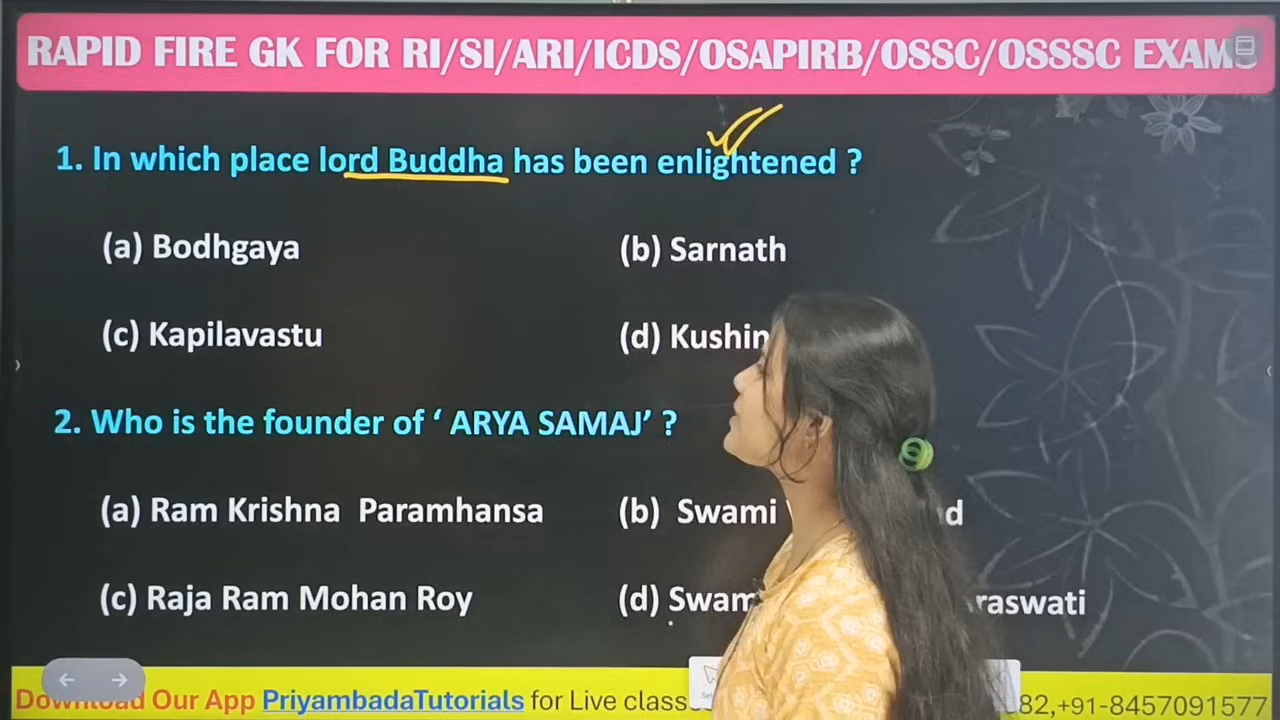 RAPID FIRE GK FOR RI/SI/ARI/ICDS/OSAPIRB/OSSC/OSSSC EXAMS
1. In which place lord Buddha has been enlightened ?
(a) Bodhgaya (b) Sarnath
(c) Kapilavastu (d) Kushin
2. Who is the founder of ‘ ARYA SAMAJ’ ?
(a) Ram Krishna Paramhansa (b) Swami
(c) Raja Ram Mohan Roy (d) Swam raswati
Download Our App PriyambadaTutorials for Live class 82,+91-8457091577